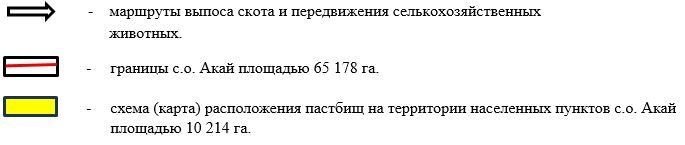 - маршруты выпоса скота и передвижения селькохозяйственных
животных.
- границы с.о. Акай площадью 65 178 га.
- схема (карта) расположения пастбищ на территории населенных пунктов с.о. Акай
площадью 10 214 га.